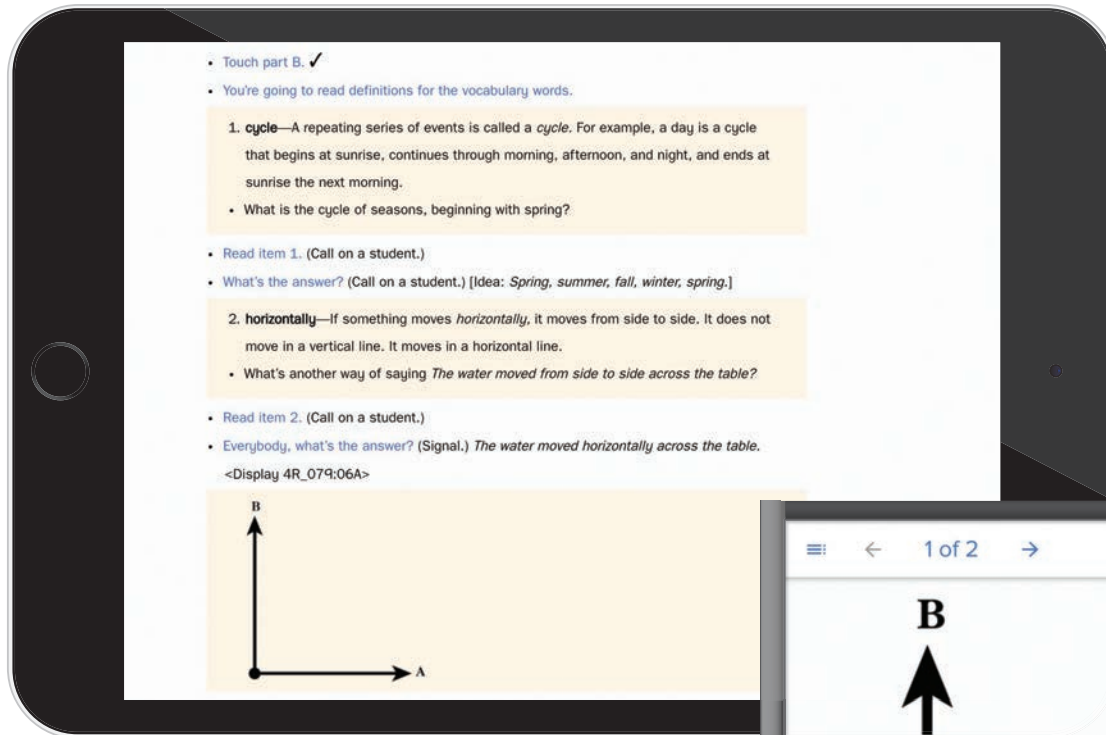 • Touch part B. ✓
• You're going to read definitions for the vocabulary words.
1. cycle—A repeating series of events is called a cycle. For example, a day is a cycle
that begins at sunrise, continues through morning, afternoon, and night, and ends at
sunrise the next morning.
• What is the cycle of seasons, beginning with spring?
• Read item 1. (Call on a student.)
• What's the answer? (Call on a student.) [Idea: Spring, summer, fall, winter, spring.]
2. horizontally—If something moves horizontally, it moves from side to side. It does not
move in a vertical line. It moves in a horizontal line.
• What's another way of saying The water moved from side to side across the table?
• Read item 2. (Call on a student.)
• Everybody, what's the answer? (Signal.) The water moved horizontally across the table.
<Display 4R_079:06A>
B
A
1 of 2
B